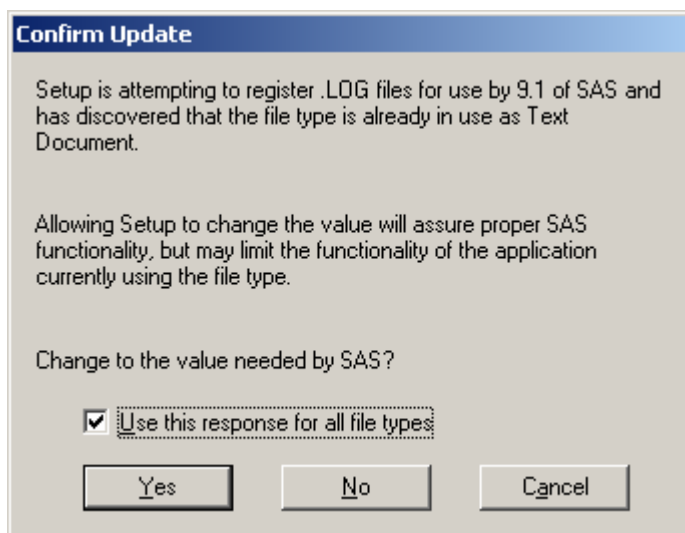 Confirm Update
Setup is attempting to register .LOG files for use by 9.1 of SAS and
has discovered that the file type is already in use as Text
Document.
Allowing Setup to change the value will assure proper SAS
functionality, but may limit the functionality of the application
currently using the file type.
Change to the value needed by SAS?
Use this response for all file types
Yes No Cancel